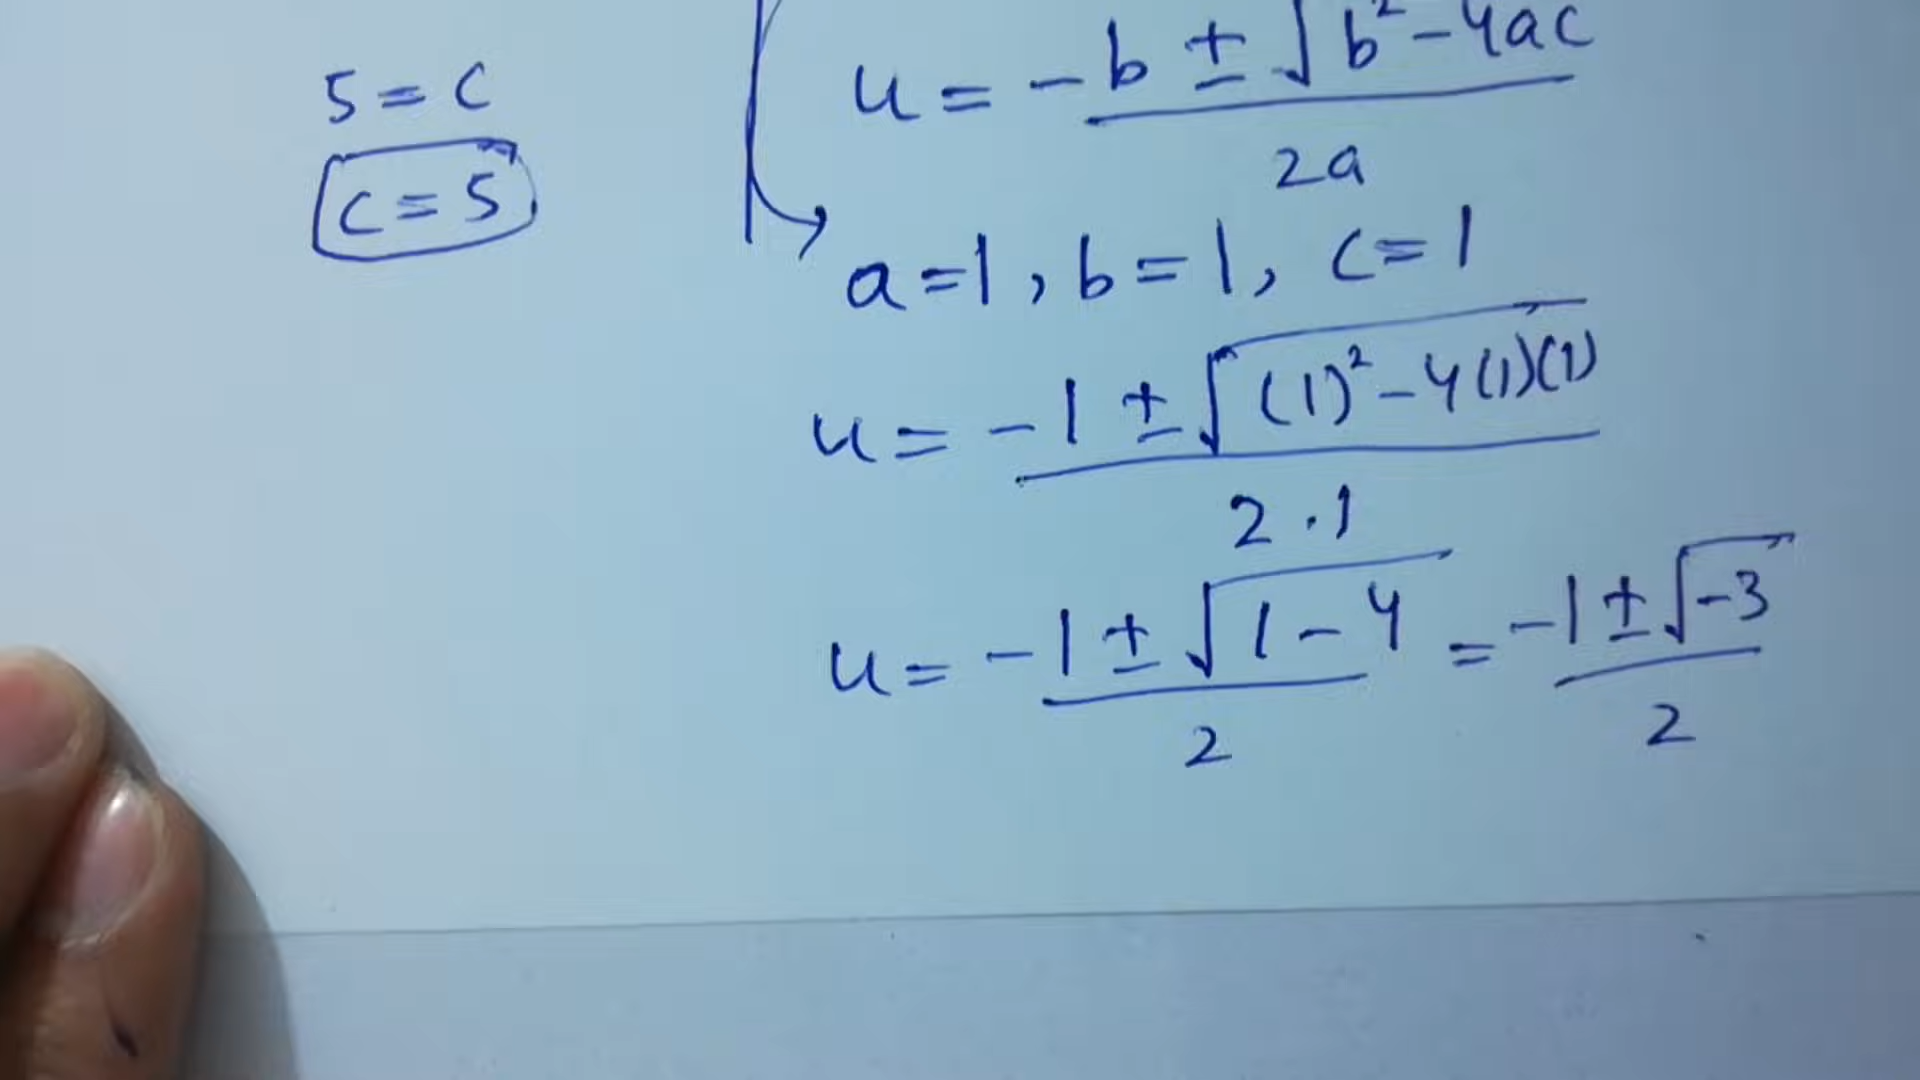 5 = c
c = 5
u = -b ± √b² - 4ac / 2a
a = 1, b = 1, c = 1
u = -1 ± √(1)² - 4(1)(1) / 2 · 1
u = -1 ± √1 - 4 / 2 = -1 ± √-3 / 2